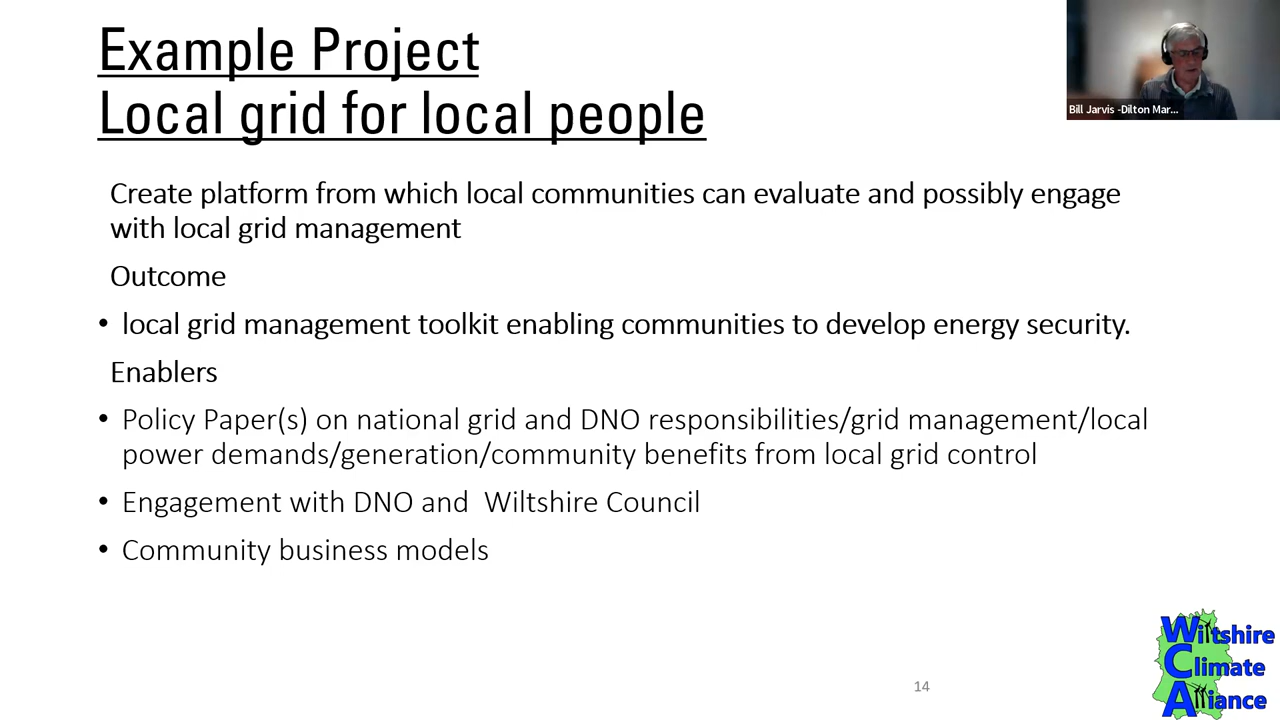 Example Project
Local grid for local people
Bill Jarvis -Dilton Mar...
Create platform from which local communities can evaluate and possibly engage
with local grid management
Outcome
• local grid management toolkit enabling communities to develop energy security.
Enablers
• Policy Paper(s) on national grid and DNO responsibilities/grid management/local
power demands/generation/community benefits from local grid control
• Engagement with DNO and  Wiltshire Council
• Community business models
14
Wiltshire
Climate
Alliance